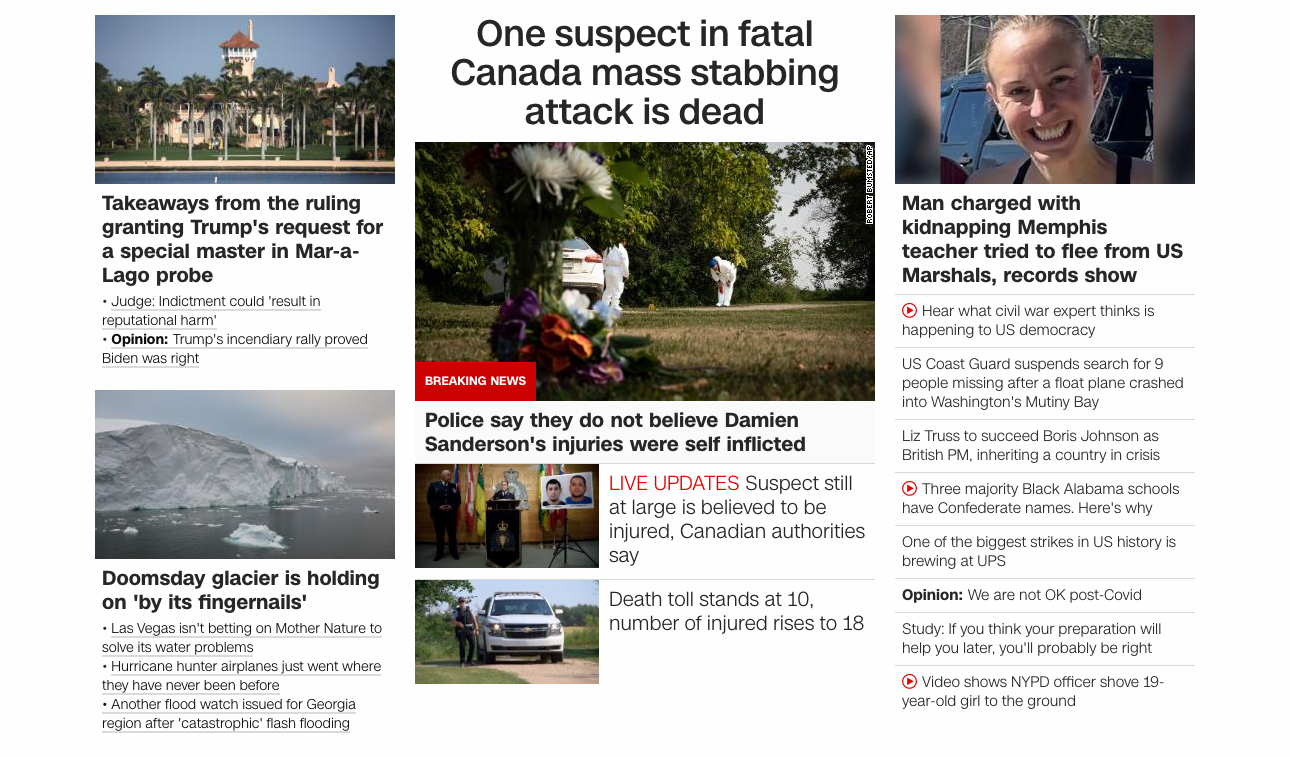 Takeaways from the ruling
granting Trump's request for
a special master in Mar-a-
Lago probe
• Judge: Indictment could 'result in
reputational harm'
• Opinion: Trump's incendiary rally proved
Biden was right
Doomsday glacier is holding
on 'by its fingernails'
• Las Vegas isn't betting on Mother Nature to
solve its water problems
• Hurricane hunter airplanes just went where
they have never been before
• Another flood watch issued for Georgia
region after 'catastrophic' flash flooding
One suspect in fatal
Canada mass stabbing
attack is dead
ROBERT BUMSTED/AP
BREAKING NEWS
Police say they do not believe Damien
Sanderson's injuries were self inflicted
LIVE UPDATES Suspect still
at large is believed to be
injured, Canadian authorities
say
Death toll stands at 10,
number of injured rises to 18
Man charged with
kidnapping Memphis
teacher tried to flee from US
Marshals, records show
Hear what civil war expert thinks is
happening to US democracy
US Coast Guard suspends search for 9
people missing after a float plane crashed
into Washington's Mutiny Bay
Liz Truss to succeed Boris Johnson as
British PM, inheriting a country in crisis
Three majority Black Alabama schools
have Confederate names. Here's why
One of the biggest strikes in US history is
brewing at UPS
Opinion: We are not OK post-Covid
Study: If you think your preparation will
help you later, you'll probably be right
Video shows NYPD officer shove 19-
year-old girl to the ground